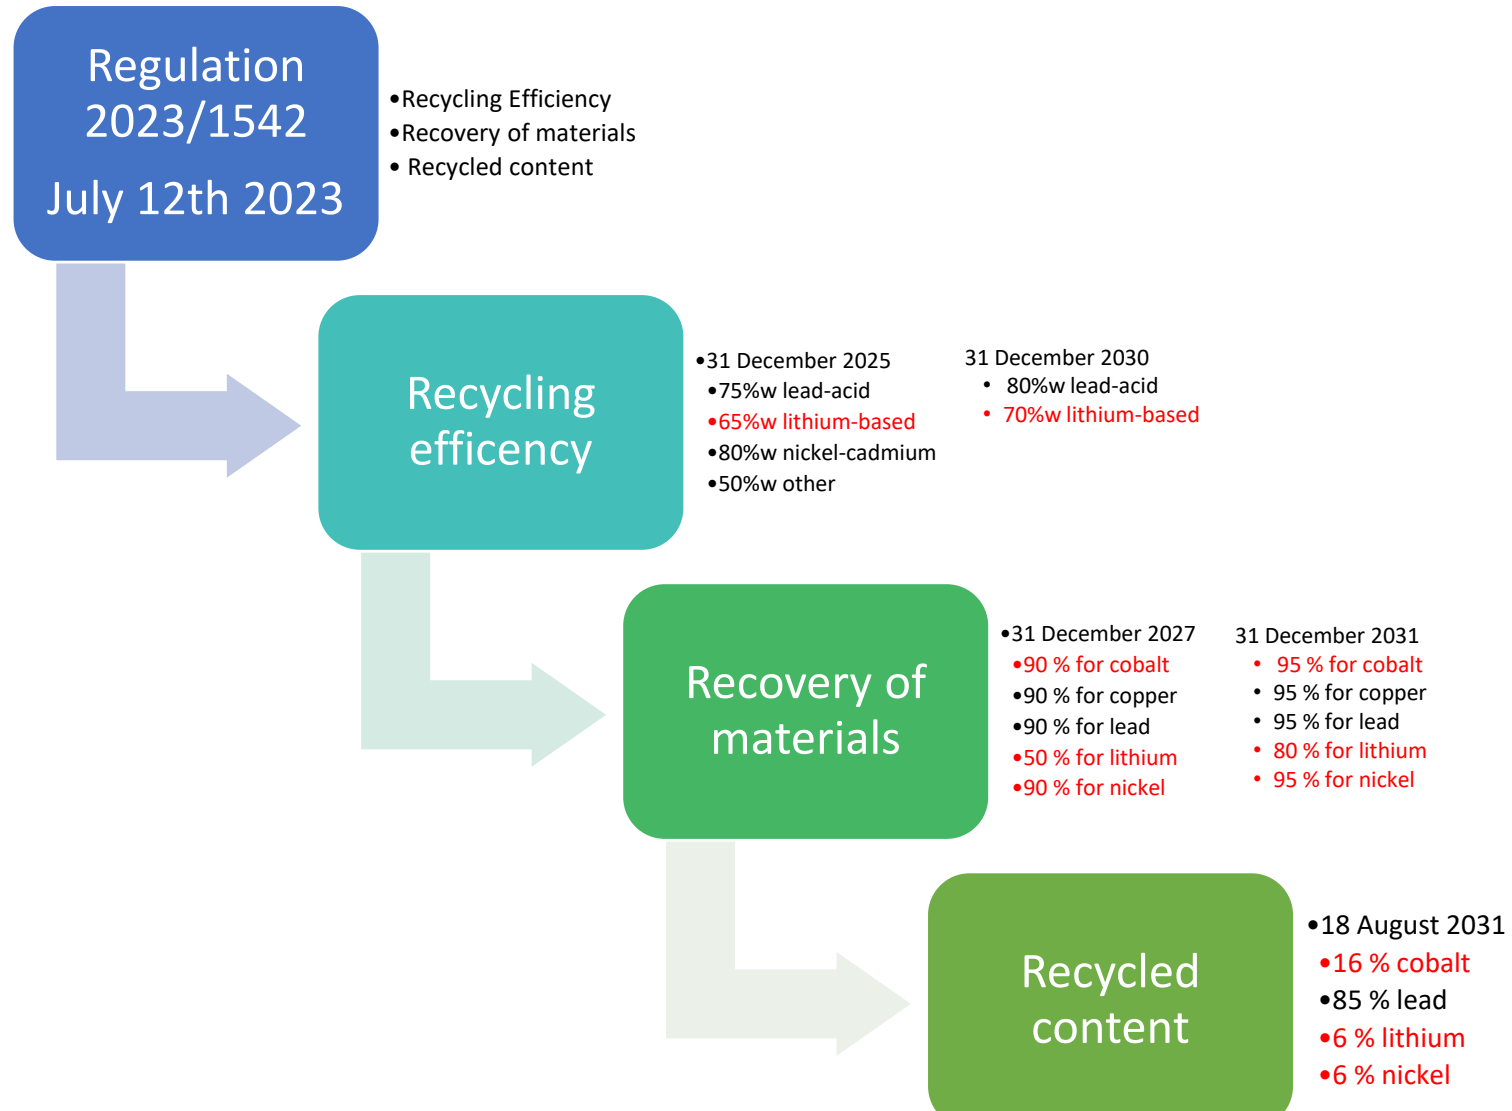 Regulation
2023/1542
July 12th 2023
•Recycling Efficiency
•Recovery of materials
• Recycled content
Recycling
efficency
•31 December 2025
•75%w lead-acid
•65%w lithium-based
•80%w nickel-cadmium
•50%w other
31 December 2030
• 80%w lead-acid
• 70%w lithium-based
Recovery of
materials
•31 December 2027
•90 % for cobalt
•90 % for copper
•90 % for lead
•50 % for lithium
•90 % for nickel
31 December 2031
• 95 % for cobalt
• 95 % for copper
• 95 % for lead
• 80 % for lithium
• 95 % for nickel
Recycled
content
•18 August 2031
•16 % cobalt
•85 % lead
•6 % lithium
•6 % nickel